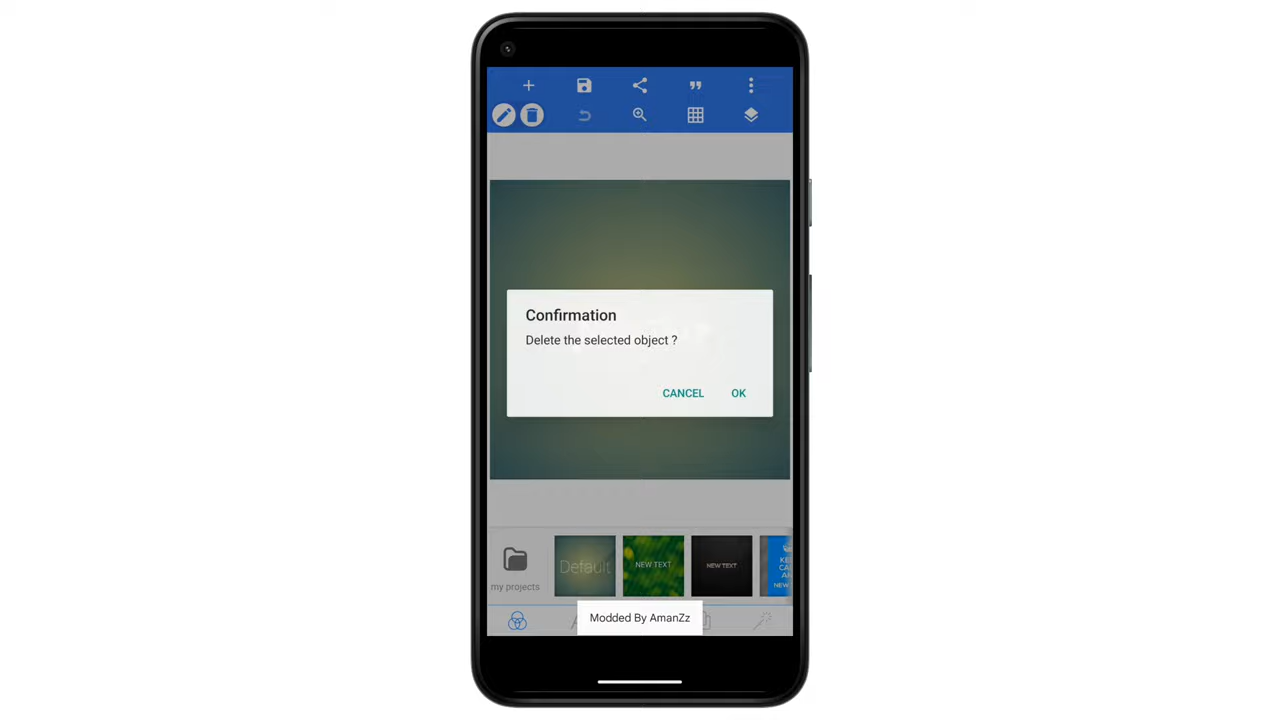 Confirmation
Delete the selected object ?
CANCEL OK
Default
NEW TEXT
NEW TEXT
my projects
Modded By AmanZz